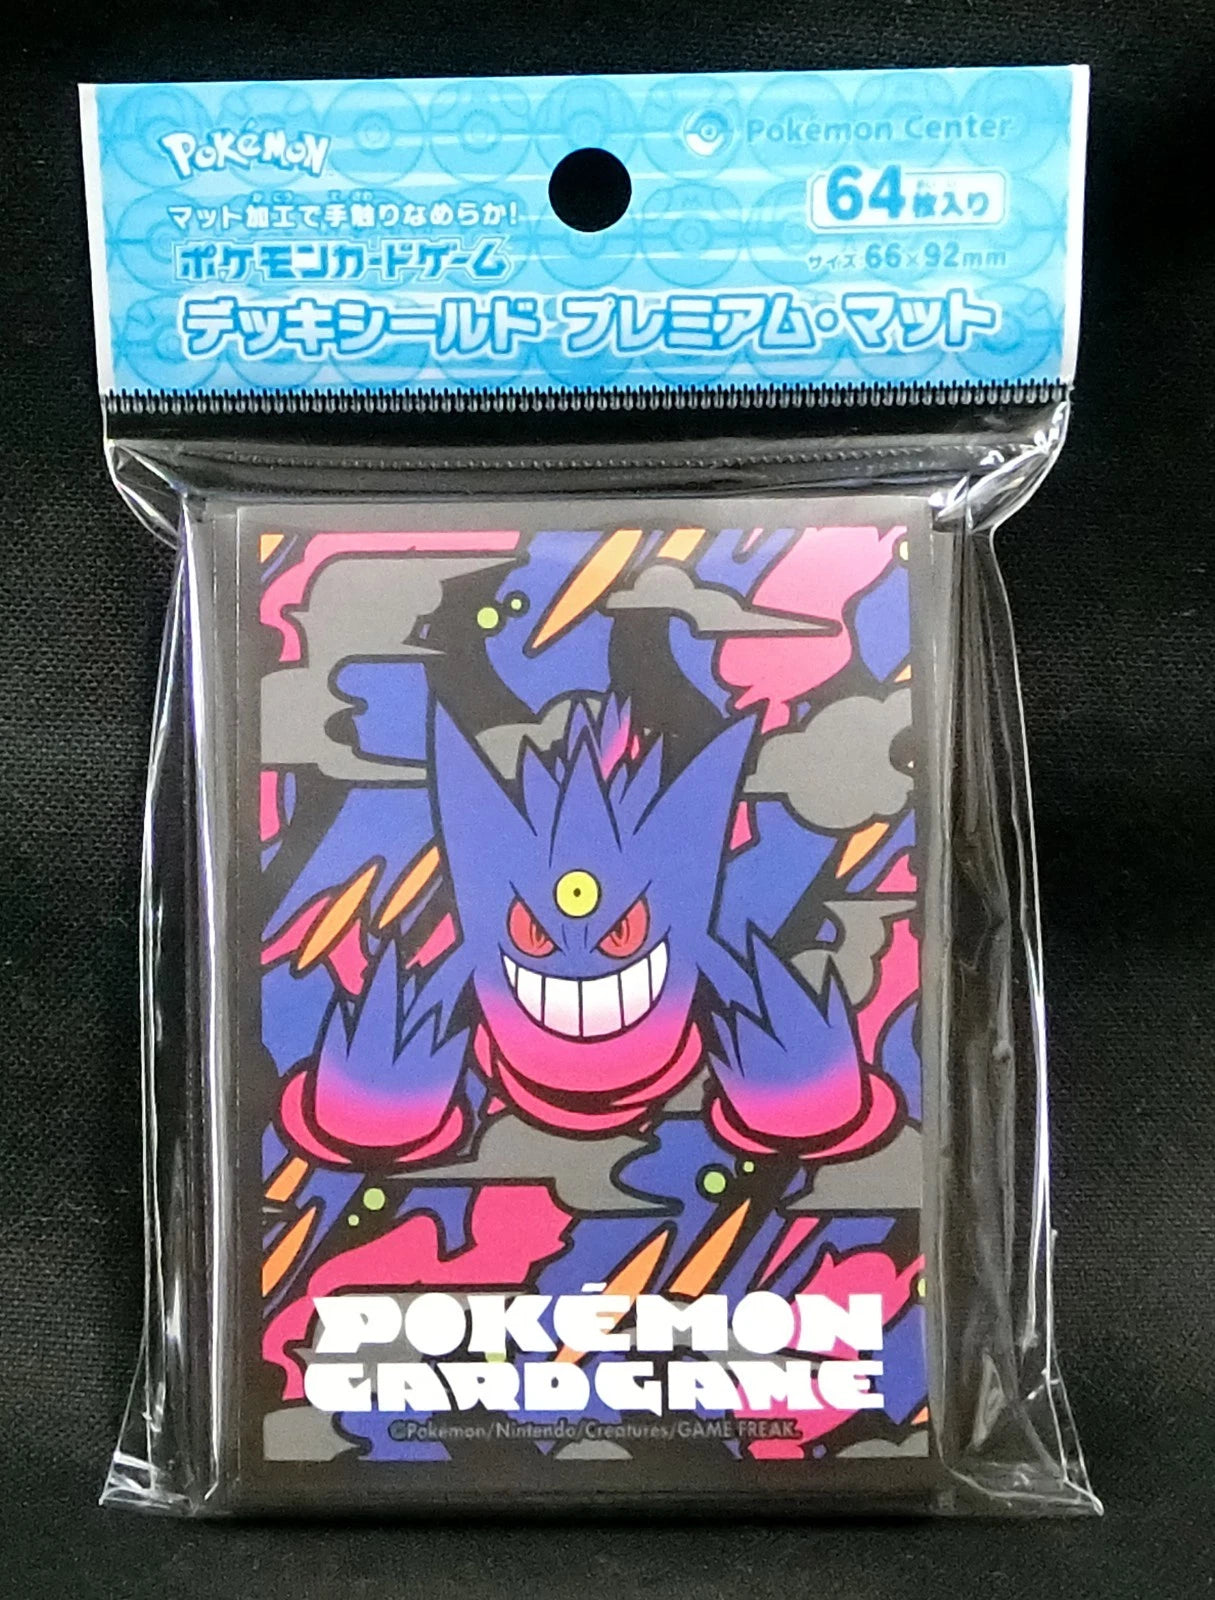 Pokémon
Pokémon Center
マット加工で手触りなめらか!
64枚入り
ポケモンカードゲーム
サイズ 66×92mm
デッキシールド プレミアム・マット
POKÉMON
CARD GAME
©Pokémon/Nintendo/Creatures/GAME FREAK.